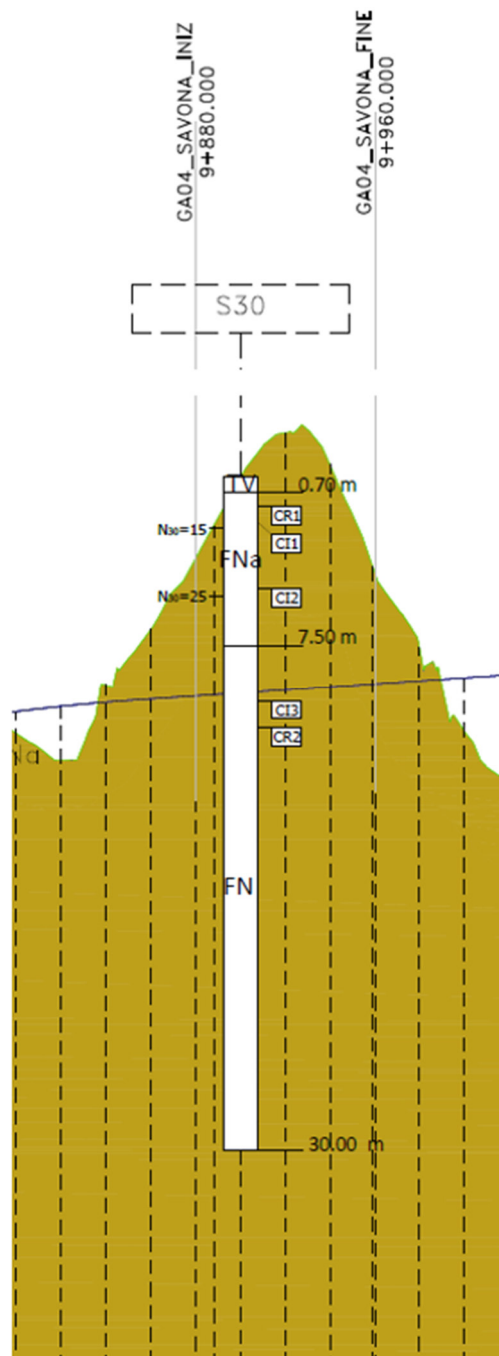 GA04_SAVONA_INIZ
9+880.000
GA04_SAVONA_FINE
9+960.000
S30
TV
0.70 m
CR1
N30=15
CI1
FNa
CI2
N30=25
7.50 m
CI3
CR2
Na
FN
30.00 m